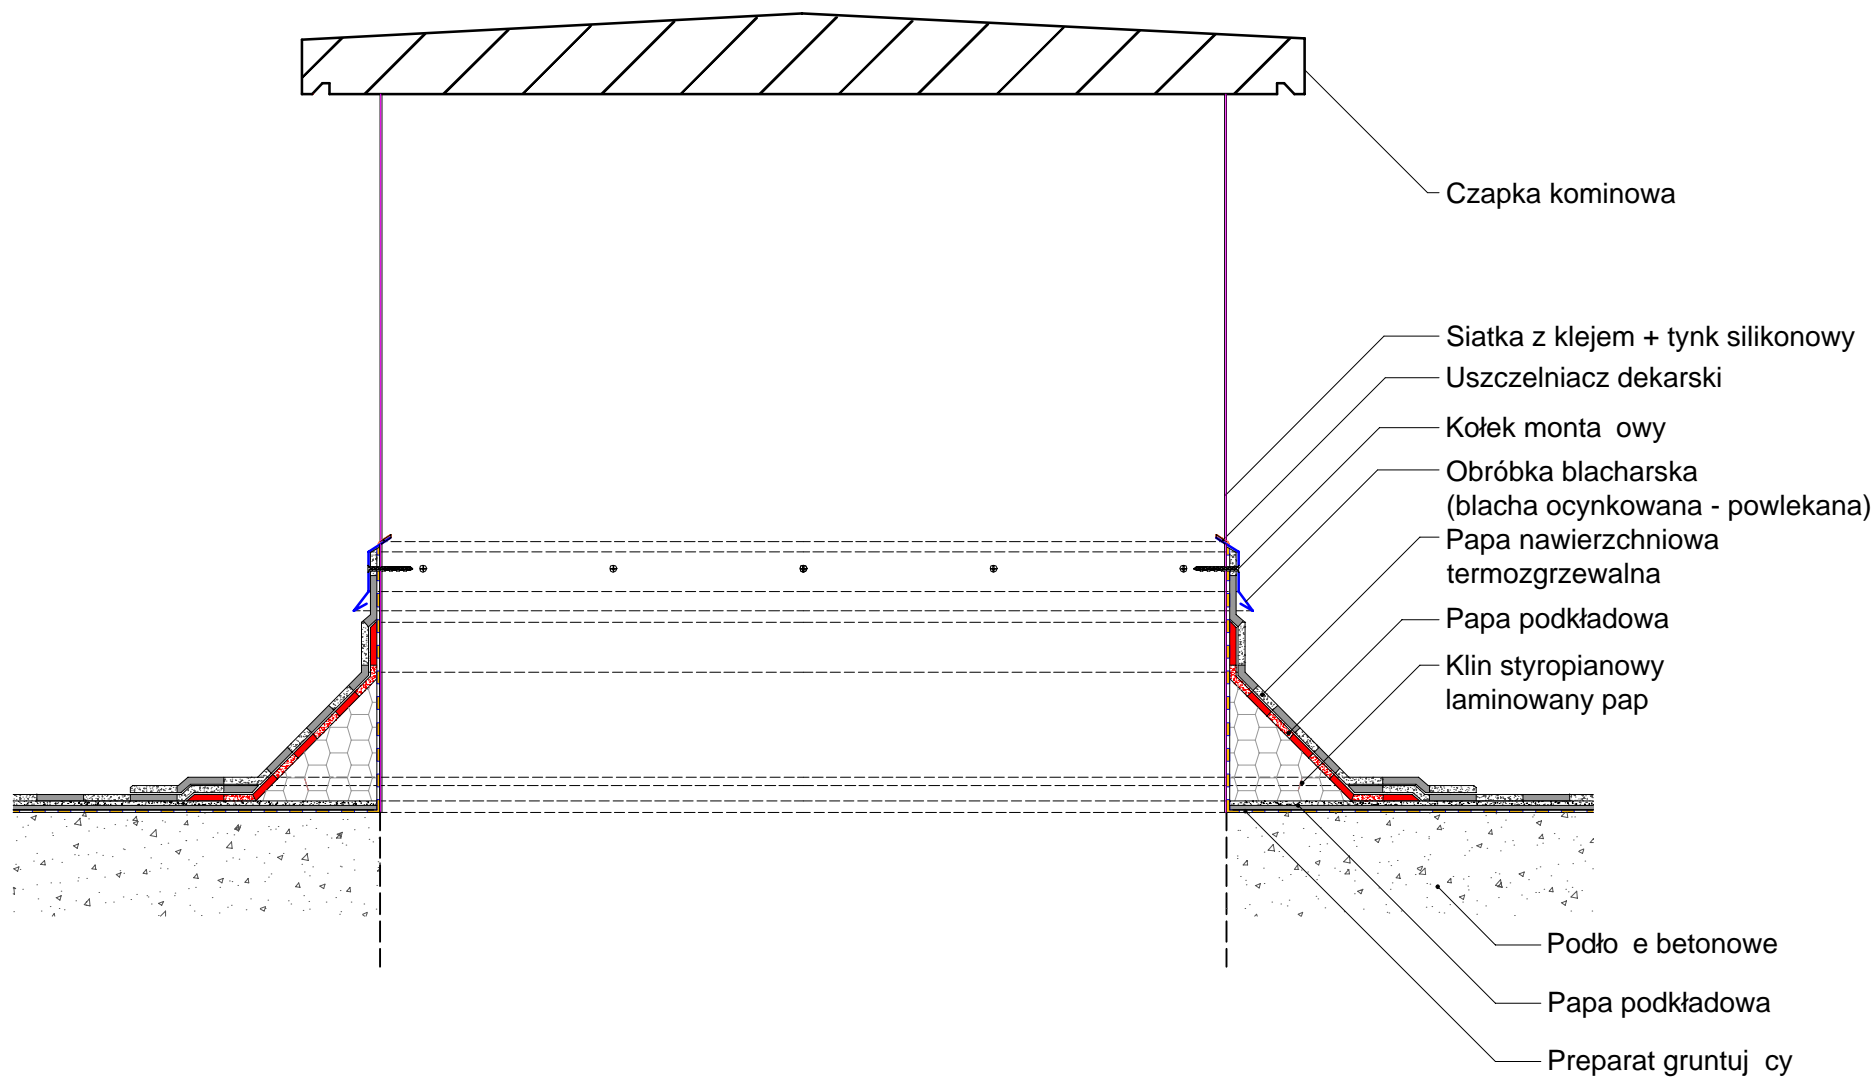 Czapka kominowa
Siatka z klejem + tynk silikonowy
Uszczelniacz dekarski
Kołek monta owy
Obróbka blacharska
(blacha ocynkowana - powlekana)
Papa nawierzchniowa
termozgrzewalna
Papa podkładowa
Klin styropianowy
laminowany pap
Podło e betonowe
Papa podkładowa
Preparat gruntuj cy